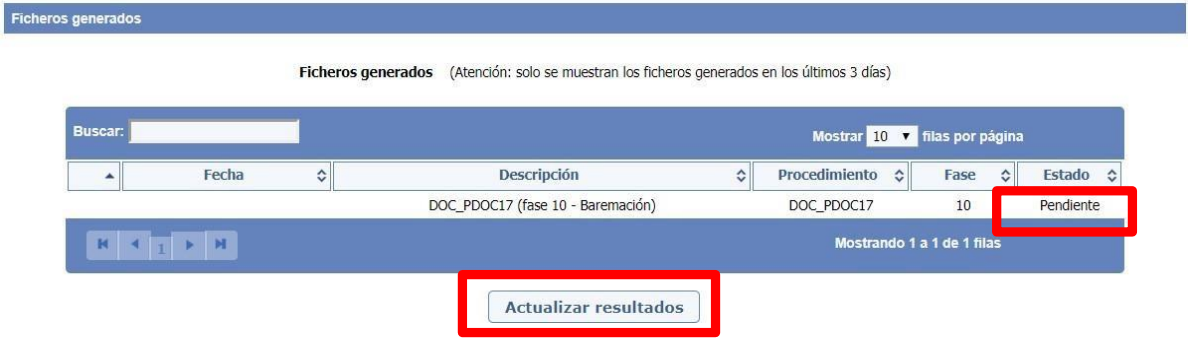 Ficheros generados
Ficheros generados (Atención: solo se muestran los ficheros generados en los últimos 3 días)
Buscar: Mostrar 10 filas por página
Fecha Descripción Procedimiento Fase Estado
DOC_PDOC17 (fase 10 - Baremación) DOC_PDOC17 10 Pendiente
1 Mostrando 1 a 1 de 1 filas
Actualizar resultados